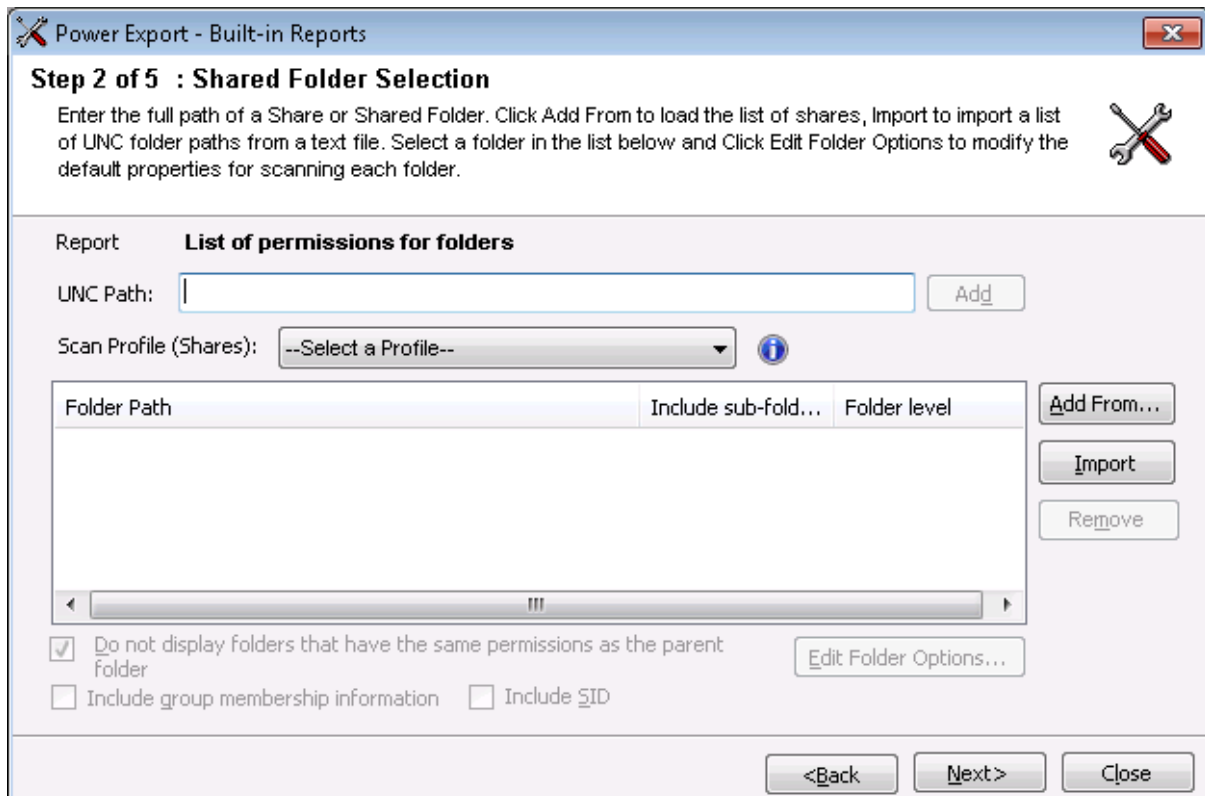 Power Export - Built-in Reports
Step 2 of 5 : Shared Folder Selection
Enter the full path of a Share or Shared Folder. Click Add From to load the list of shares, Import to import a list
of UNC folder paths from a text file. Select a folder in the list below and Click Edit Folder Options to modify the
default properties for scanning each folder.
Report List of permissions for folders
UNC Path: Add
Scan Profile (Shares): --Select a Profile--
Folder Path Include sub-fold... Folder level
Add From...
Import
Remove
Do not display folders that have the same permissions as the parent
folder
Edit Folder Options...
Include group membership information Include SID
<Back Next> Close